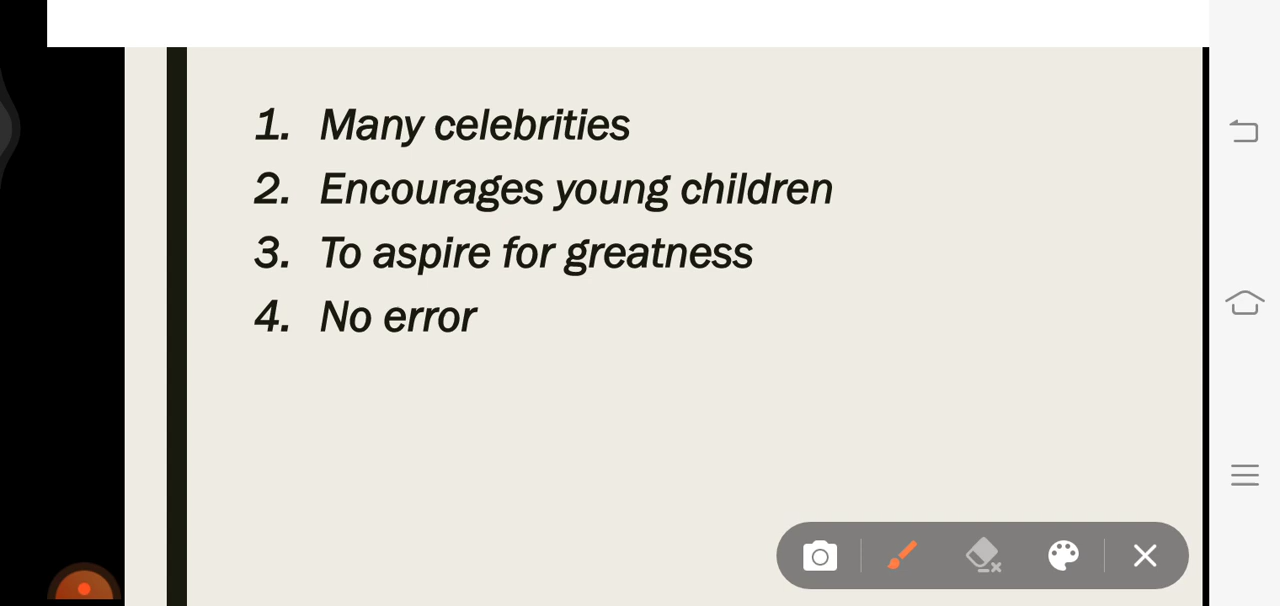 1. Many celebrities
2. Encourages young children
3. To aspire for greatness
4. No error